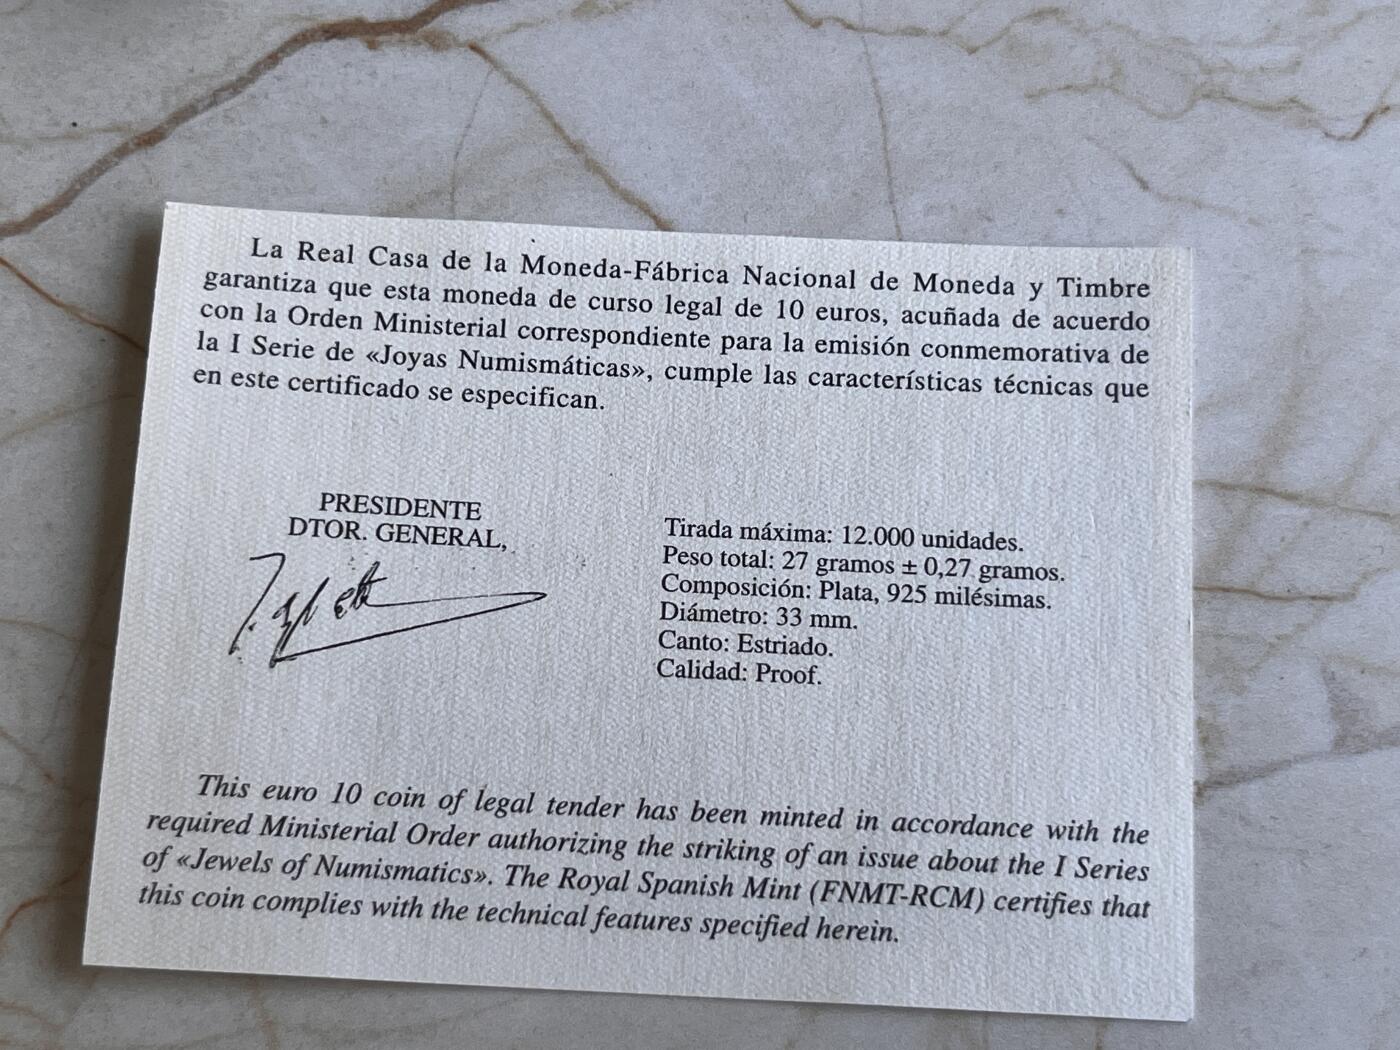 La Real Casa de la Moneda-Fábrica Nacional de Moneda y Timbre
garantiza que esta moneda de curso legal de 10 euros, acuñada de acuerdo
con la Orden Ministerial correspondiente para la emisión conmemorativa de
la I Serie de «Joyas Numismáticas», cumple las características técnicas que
en este certificado se especifican.
PRESIDENTE
DTOR. GENERAL,
Tirada máxima: 12.000 unidades.
Peso total: 27 gramos ± 0,27 gramos.
Composición: Plata, 925 milésimas.
Diámetro: 33 mm.
Canto: Estriado.
Calidad: Proof.
This euro 10 coin of legal tender has been minted in accordance with the
required Ministerial Order authorizing the striking of an issue about the I Series
of «Jewels of Numismatics». The Royal Spanish Mint (FNMT-RCM) certifies that
this coin complies with the technical features specified herein.